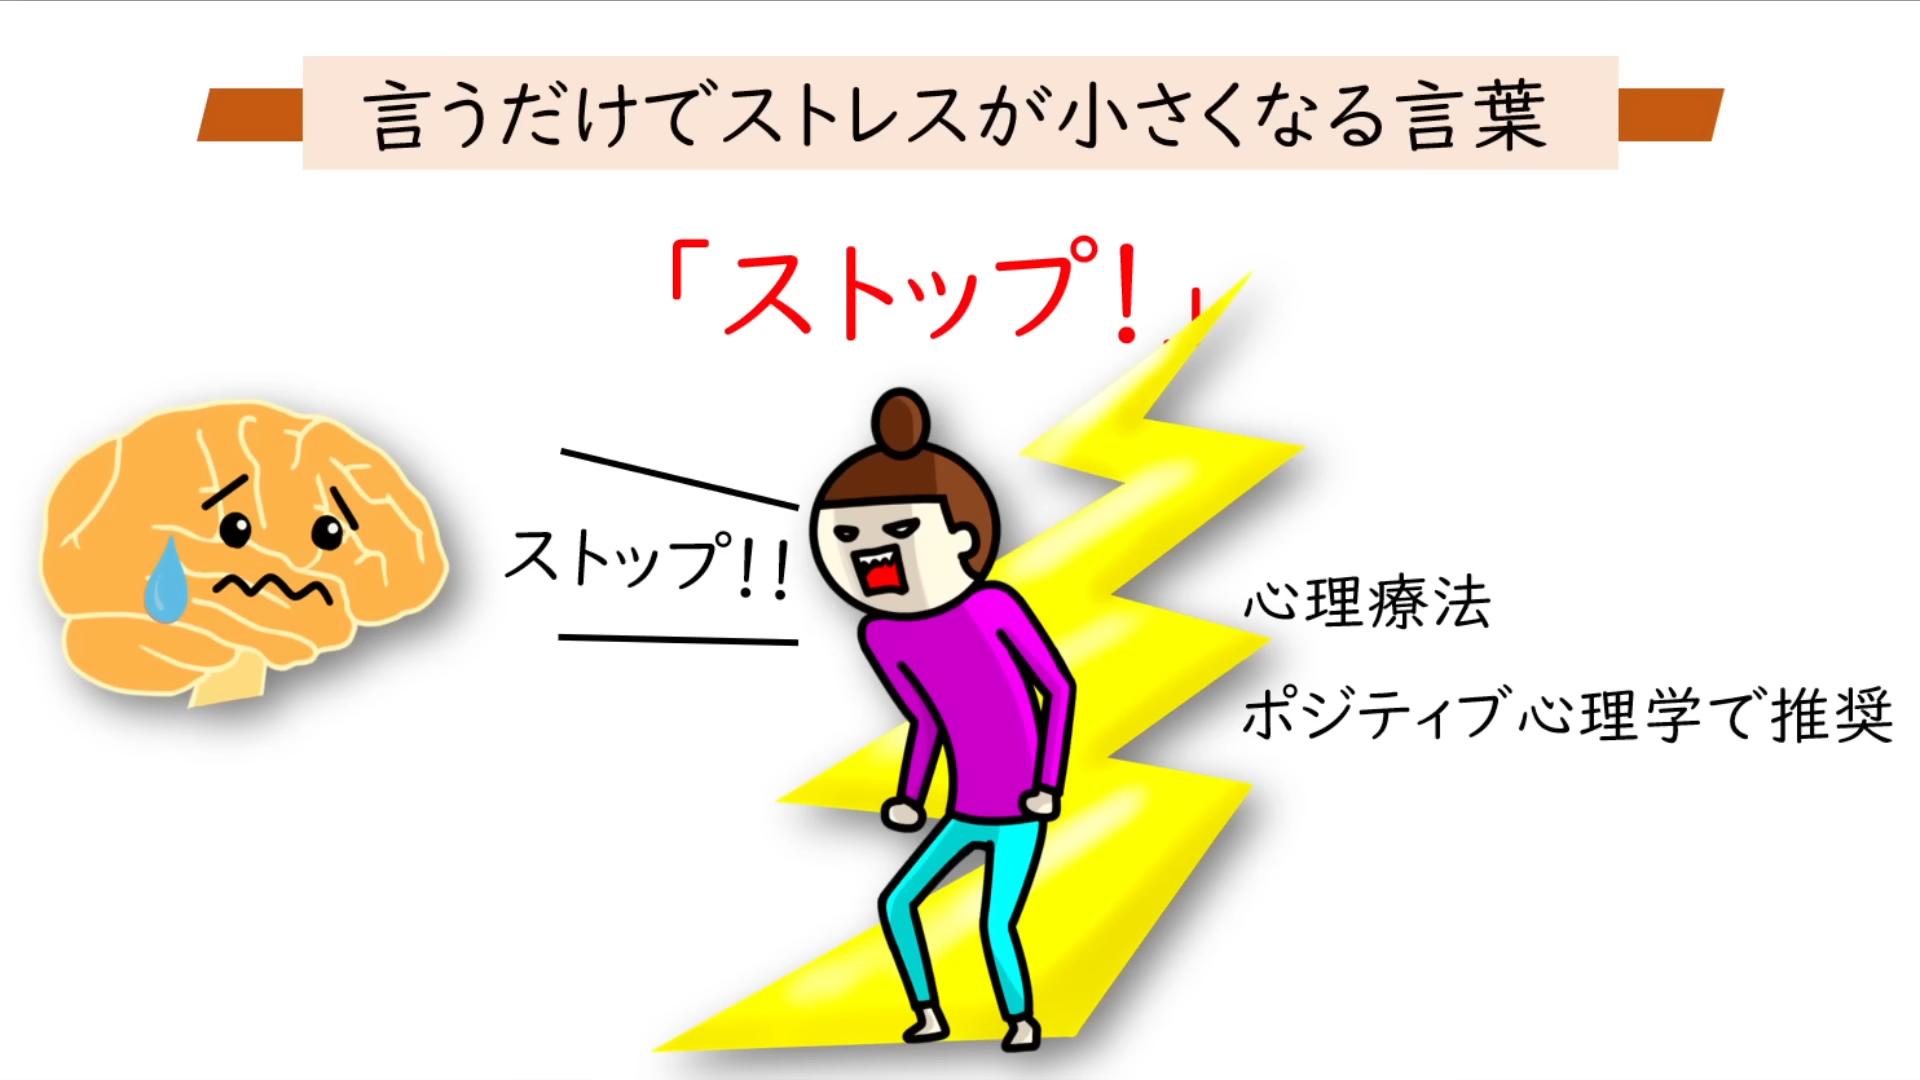 言うだけでストレスが小さくなる言葉
「ストップ！」
ストップ！！
心理療法
ポジティブ心理学で推奨